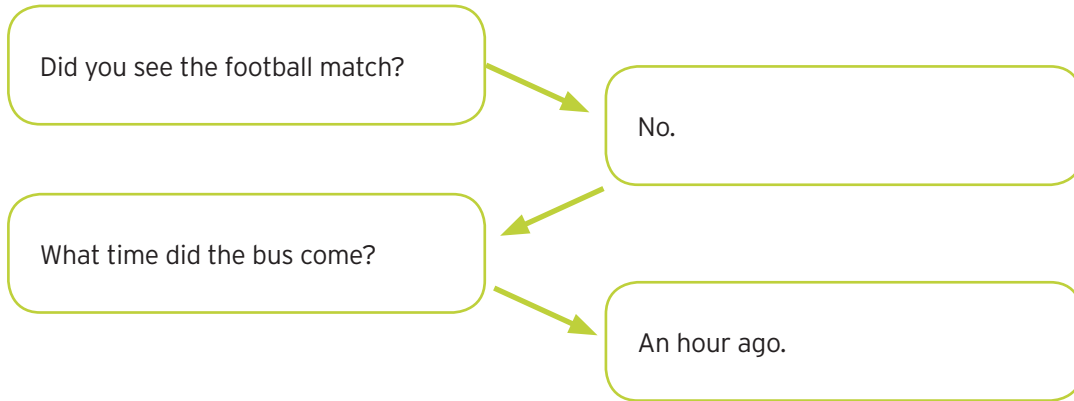 Did you see the football match?
No.
What time did the bus come?
An hour ago.